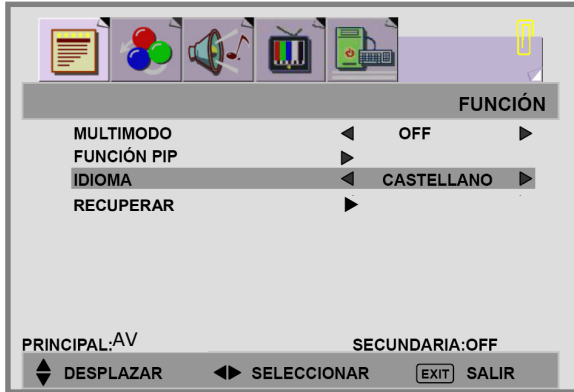 FUNCIÓN
MULTIMODO OFF
FUNCIÓN PIP
IDIOMA CASTELLANO
RECUPERAR
PRINCIPAL:AV SECUNDARIA:OFF
DESPLAZAR SELECCIONAR EXIT SALIR